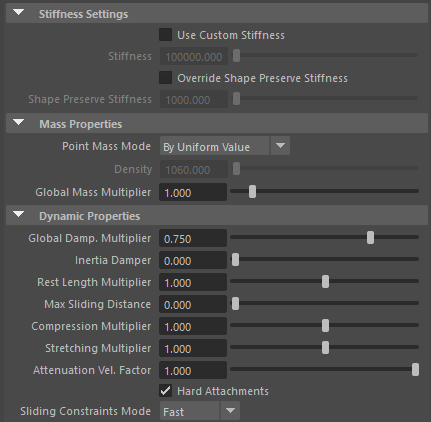 Stiffness Settings
Use Custom Stiffness
Stiffness 100000.000
Override Shape Preserve Stiffness
Shape Preserve Stiffness 1000.000
Mass Properties
Point Mass Mode By Uniform Value
Density 1060.000
Global Mass Multiplier 1.000
Dynamic Properties
Global Damp. Multiplier 0.750
Inertia Damper 0.000
Rest Length Multiplier 1.000
Max Sliding Distance 0.000
Compression Multiplier 1.000
Stretching Multiplier 1.000
Attenuation Vel. Factor 1.000
Hard Attachments
Sliding Constraints Mode Fast